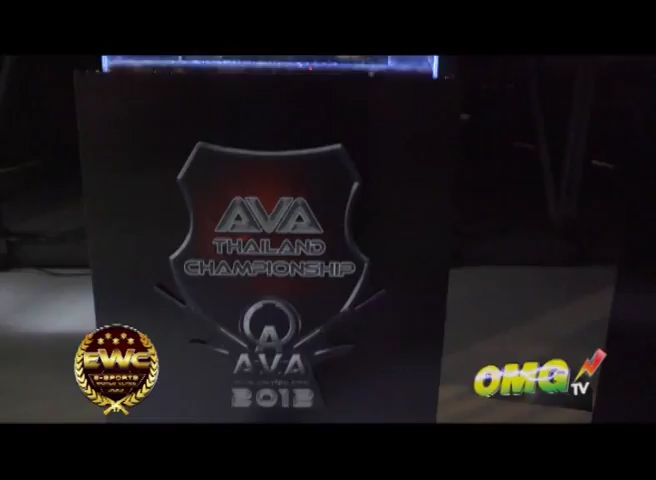 AVA
THAILAND
CHAMPIONSHIP
A
AVA
2012
EWC
E-SPORTS
OMG
TV